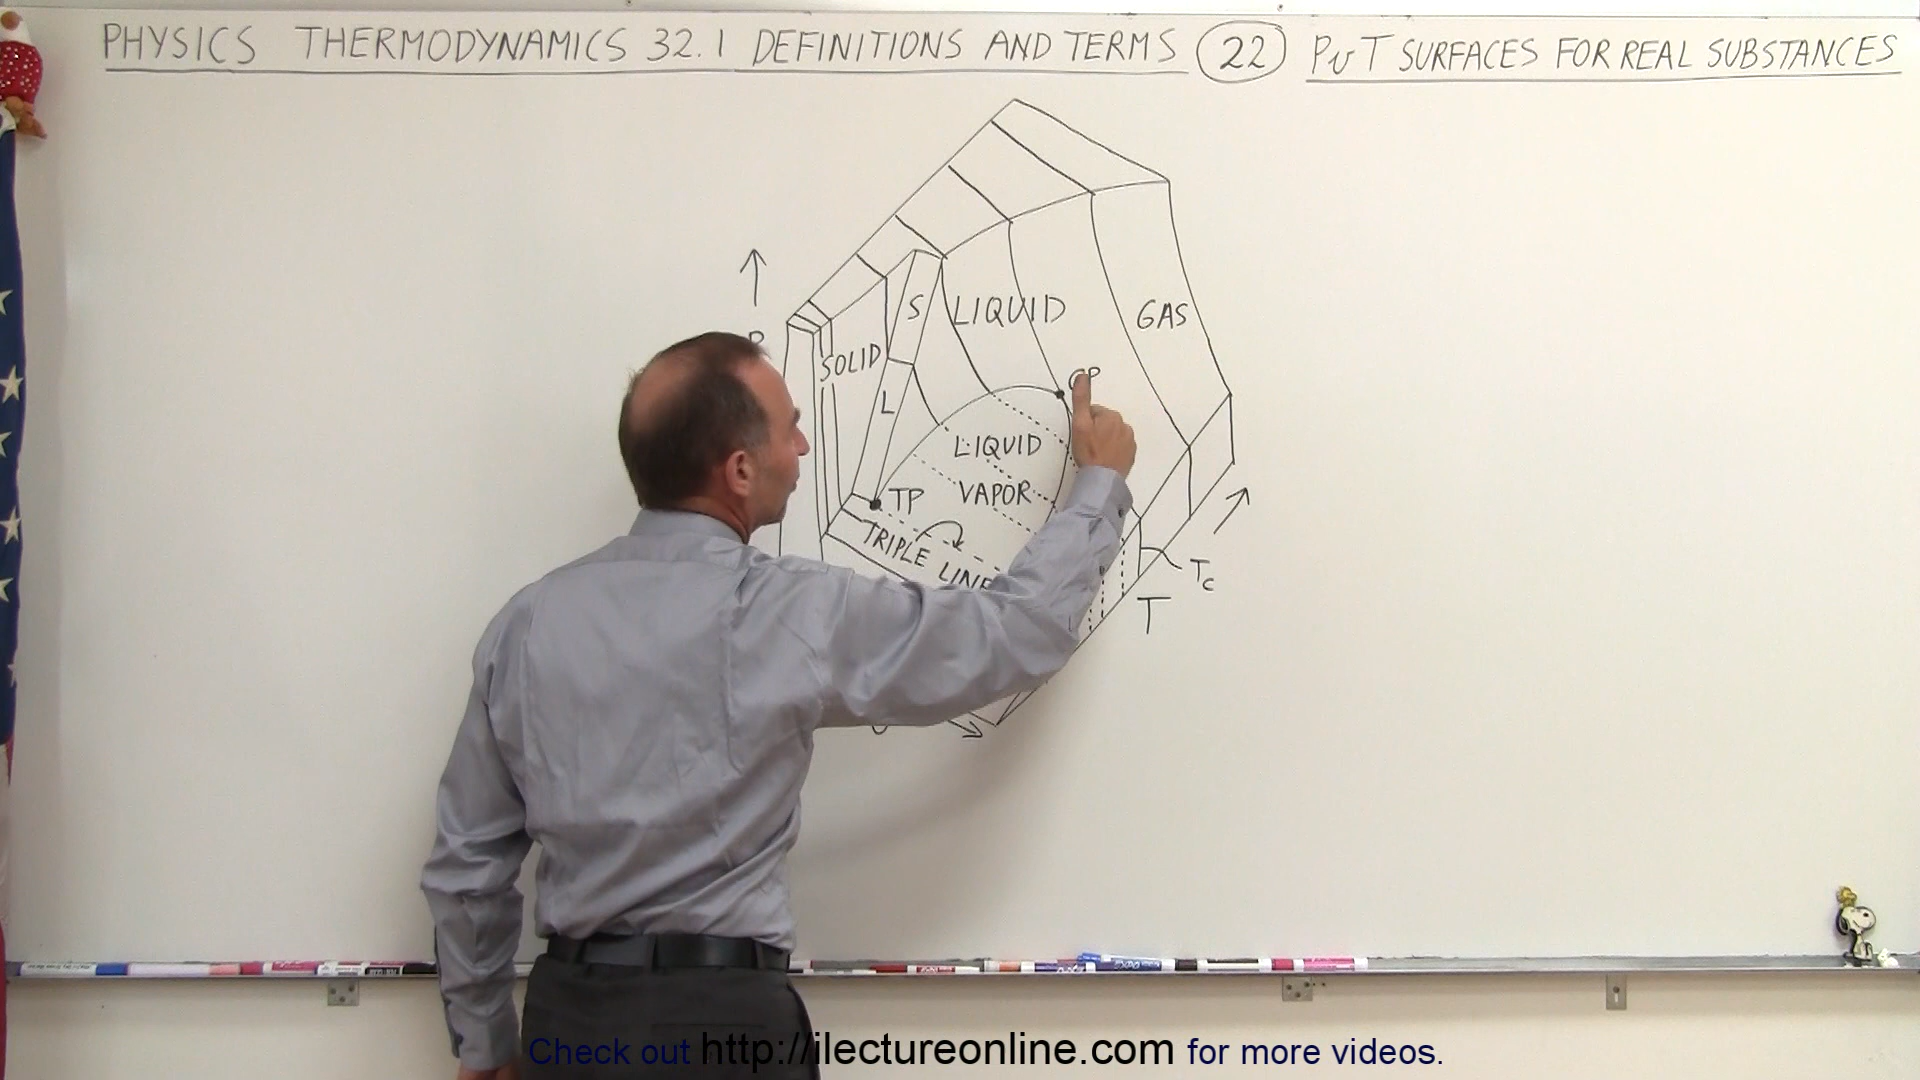 PHYSICS THERMODYNAMICS 32.1 DEFINITIONS AND TERMS 22 PvT SURFACES FOR REAL SUBSTANCES
P
S
LIQUID
GAS
SOLID
CP
L
LIQUID
VAPOR
TP
TRIPLE LINE
Tc
T
Check out http://ilectureonline.com for more videos.